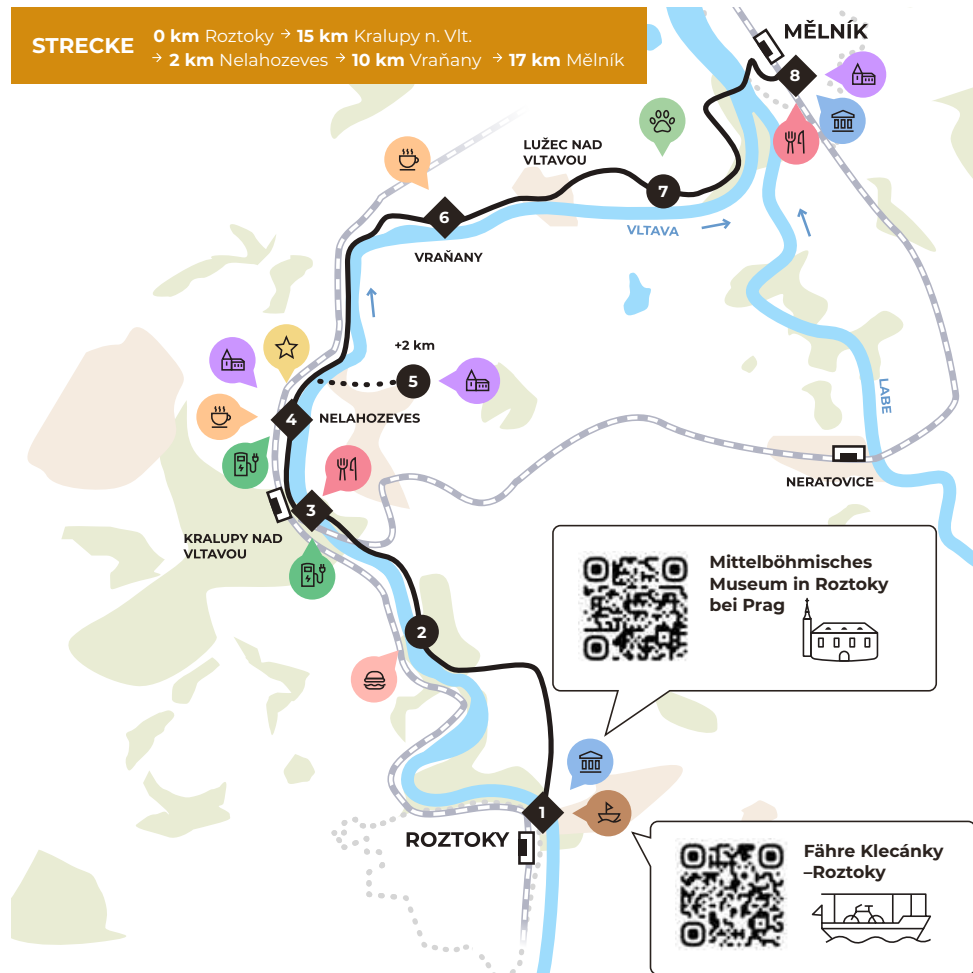 STRECKE
0 km Roztoky → 15 km Kralupy n. Vlt.
→ 2 km Nelahozeves → 10 km Vraňany → 17 km Mělník
MĚLNÍK
8
LUŽEC NAD
VLTAVOU
7
6
VLTAVA
VRAŇANY
+2 km
5
4
NELAHOZEVES
LABE
NERATOVICE
3
KRALUPY NAD
VLTAVOU
2
Mittelböhmisches
Museum in Roztoky
bei Prag
1
ROZTOKY
Fähre Klecánky
–Roztoky